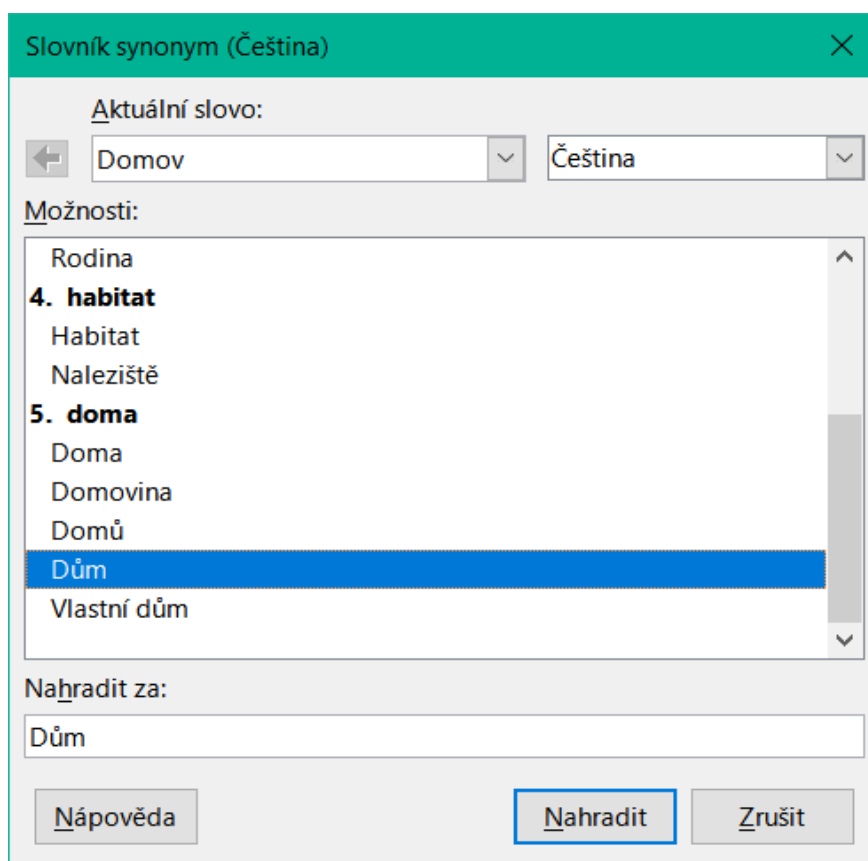 Slovník synonym (Čeština)
Aktuální slovo:
Domov Čeština
Možnosti:
Rodina
4. habitat
Habitat
Naleziště
5. doma
Doma
Domovina
Domů
Dům
Vlastní dům
Nahradit za:
Dům
Nápověda Nahradit Zrušit